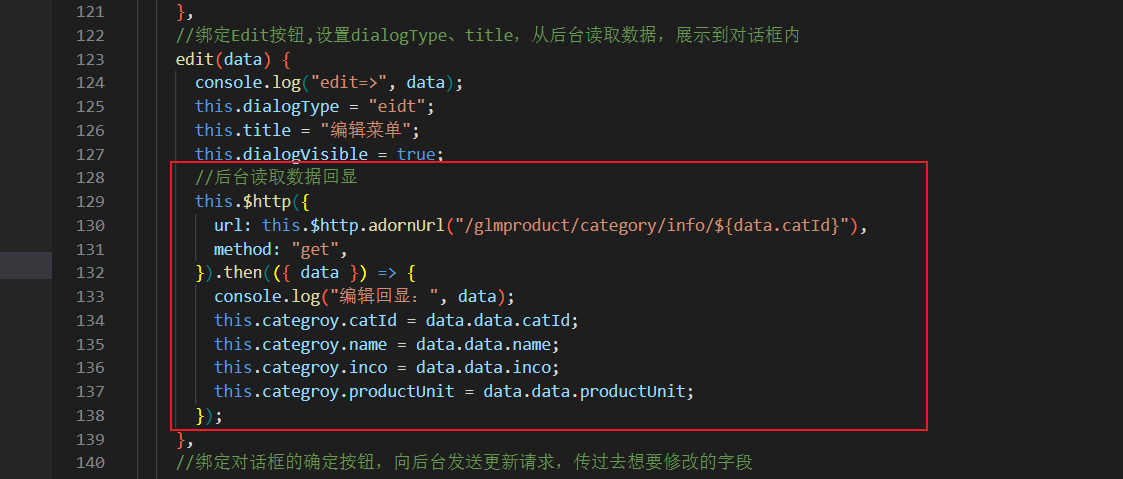 121 },
122 //绑定Edit按钮,设置dialogType、title，从后台读取数据，展示到对话框内
123 edit(data) {
124 console.log("edit=>", data);
125 this.dialogType = "eidt";
126 this.title = "编辑菜单";
127 this.dialogVisible = true;
128 //后台读取数据回显
129 this.$http({
130 url: this.$http.adornUrl("/glmproduct/category/info/${data.catId}"),
131 method: "get",
132 }).then(({ data }) => {
133 console.log("编辑回显：", data);
134 this.categroy.catId = data.data.catId;
135 this.categroy.name = data.data.name;
136 this.categroy.inco = data.data.inco;
137 this.categroy.productUnit = data.data.productUnit;
138 });
139 },
140 //绑定对话框的确定按钮，向后台发送更新请求，传过去想要修改的字段